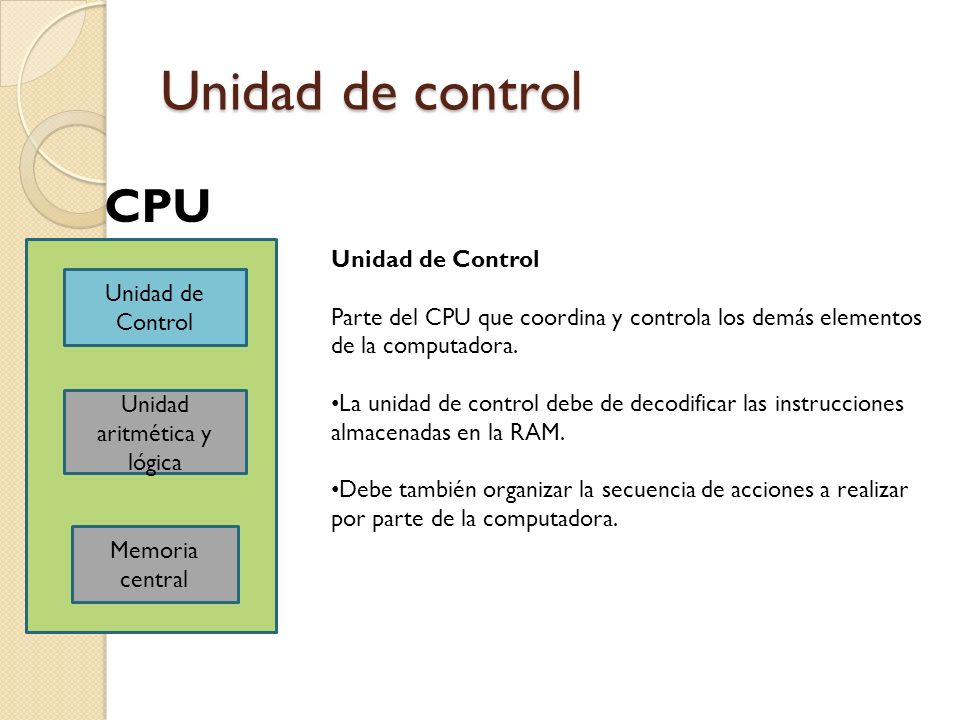 Unidad de control
CPU
Unidad de
Control
Unidad
aritmética y
lógica
Memoria
central
Unidad de Control
Parte del CPU que coordina y controla los demás elementos
de la computadora.
•La unidad de control debe de decodificar las instrucciones
almacenadas en la RAM.
•Debe también organizar la secuencia de acciones a realizar
por parte de la computadora.